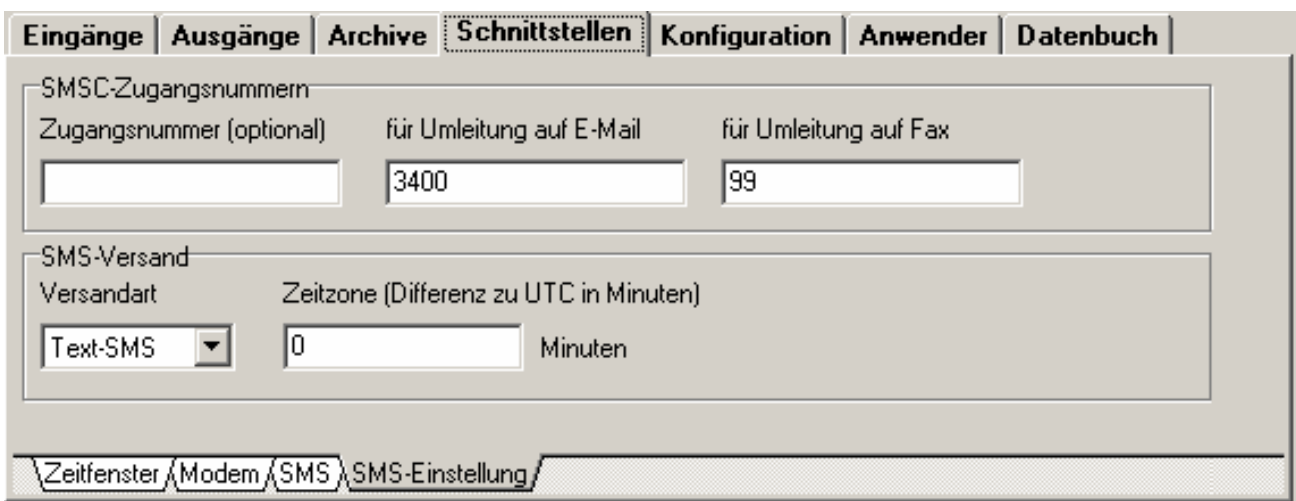 Eingänge Ausgänge Archive Schnittstellen Konfiguration Anwender Datenbuch
SMSC-Zugangsnummern
Zugangsnummer (optional) für Umleitung auf E-Mail für Umleitung auf Fax
3400 99
SMS-Versand
Versandart Zeitzone (Differenz zu UTC in Minuten)
Text-SMS 0 Minuten
Zeitfenster Modem SMS SMS-Einstellung